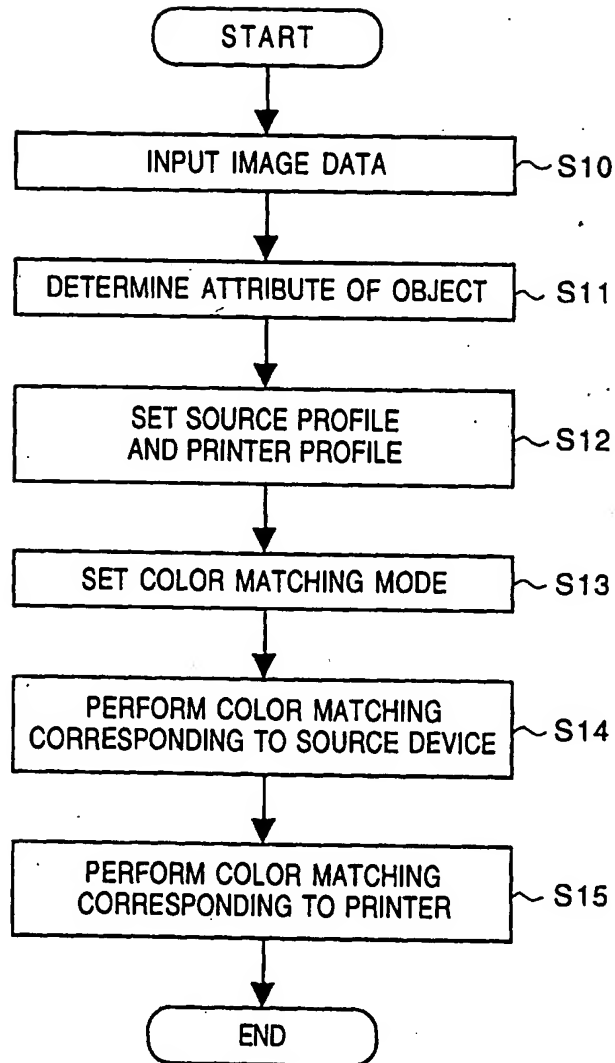 START
INPUT IMAGE DATA
S10
DETERMINE ATTRIBUTE OF OBJECT
S11
SET SOURCE PROFILE
AND PRINTER PROFILE
S12
SET COLOR MATCHING MODE
S13
PERFORM COLOR MATCHING
CORRESPONDING TO SOURCE DEVICE
S14
PERFORM COLOR MATCHING
CORRESPONDING TO PRINTER
S15
END